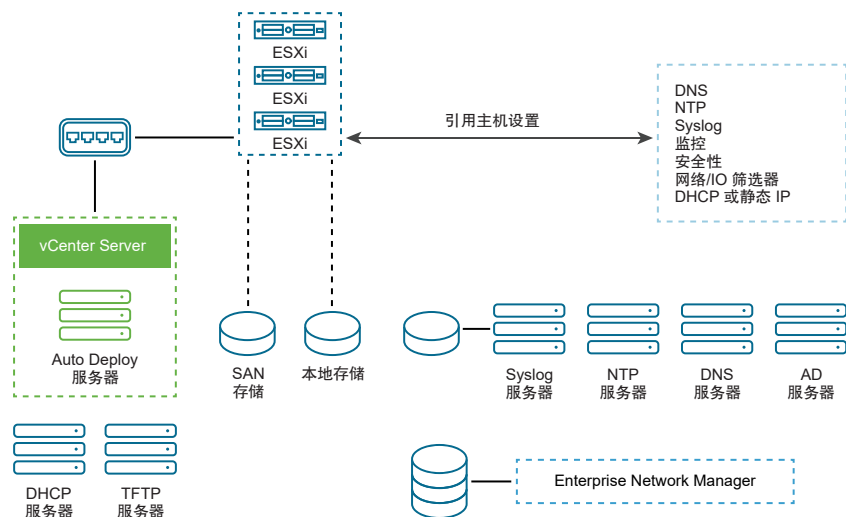 ESXi
ESXi
ESXi
引用主机设置
DNS
NTP
Syslog
监控
安全性
网络/IO 筛选器
DHCP 或静态 IP
vCenter Server
Auto Deploy
服务器
SAN
存储
本地存储
Syslog
服务器
NTP
服务器
DNS
服务器
AD
服务器
DHCP
服务器
TFTP
服务器
Enterprise Network Manager